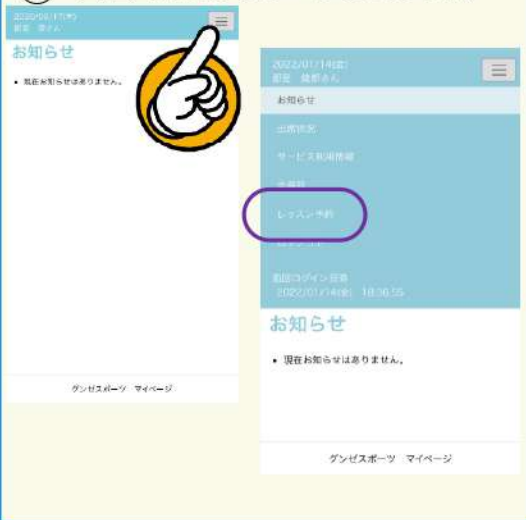 お知らせ
• 現在お知らせはありません。
グンゼスポーツ マイページ
2022/01/14(金)
お知らせ
出席状況
サービス利用情報
レッスン予約
前回ログイン日時
2022/01/14(金)
お知らせ
• 現在お知らせはありません。
グンゼスポーツ マイページ